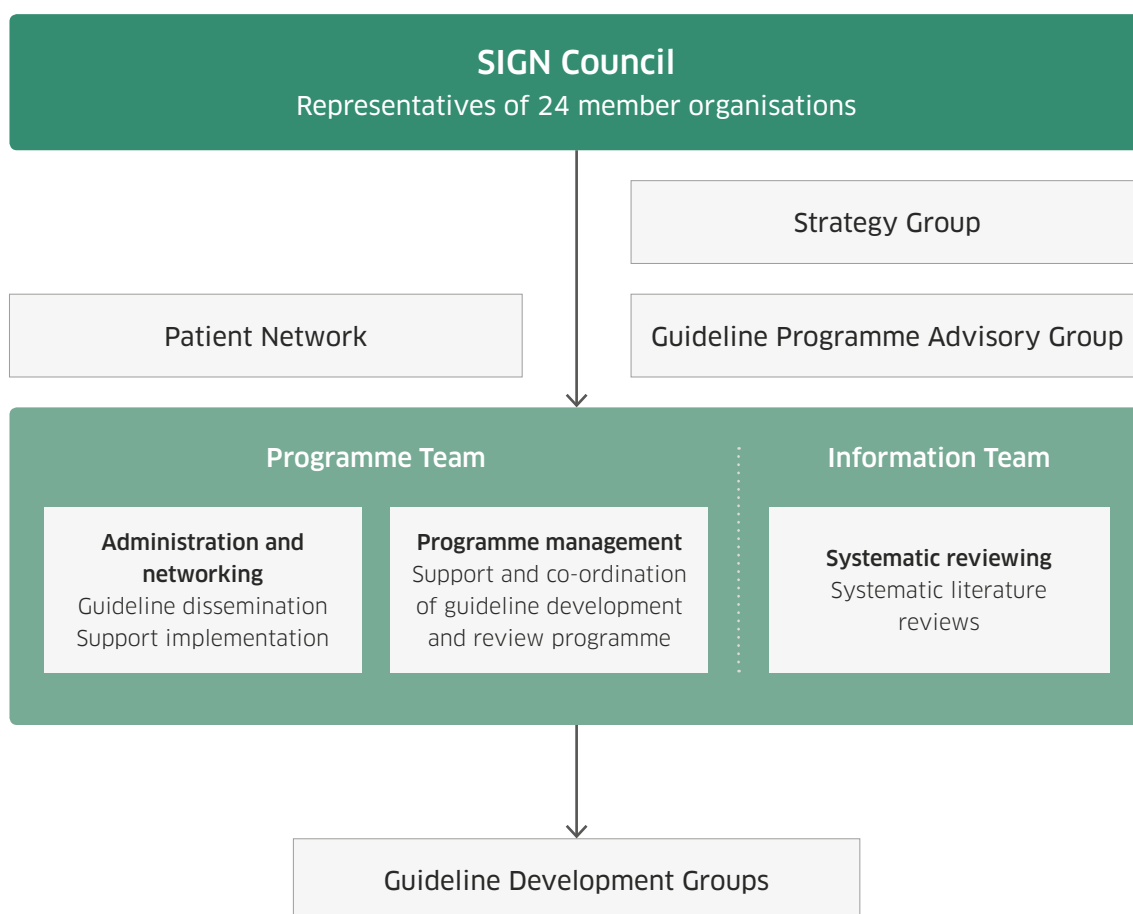 SIGN Council
Representatives of 24 member organisations
Strategy Group
Patient Network
Guideline Programme Advisory Group
Programme Team
Administration and
networking
Guideline dissemination
Support implementation
Programme management
Support and co-ordination
of guideline development
and review programme
Information Team
Systematic reviewing
Systematic literature
reviews
Guideline Development Groups